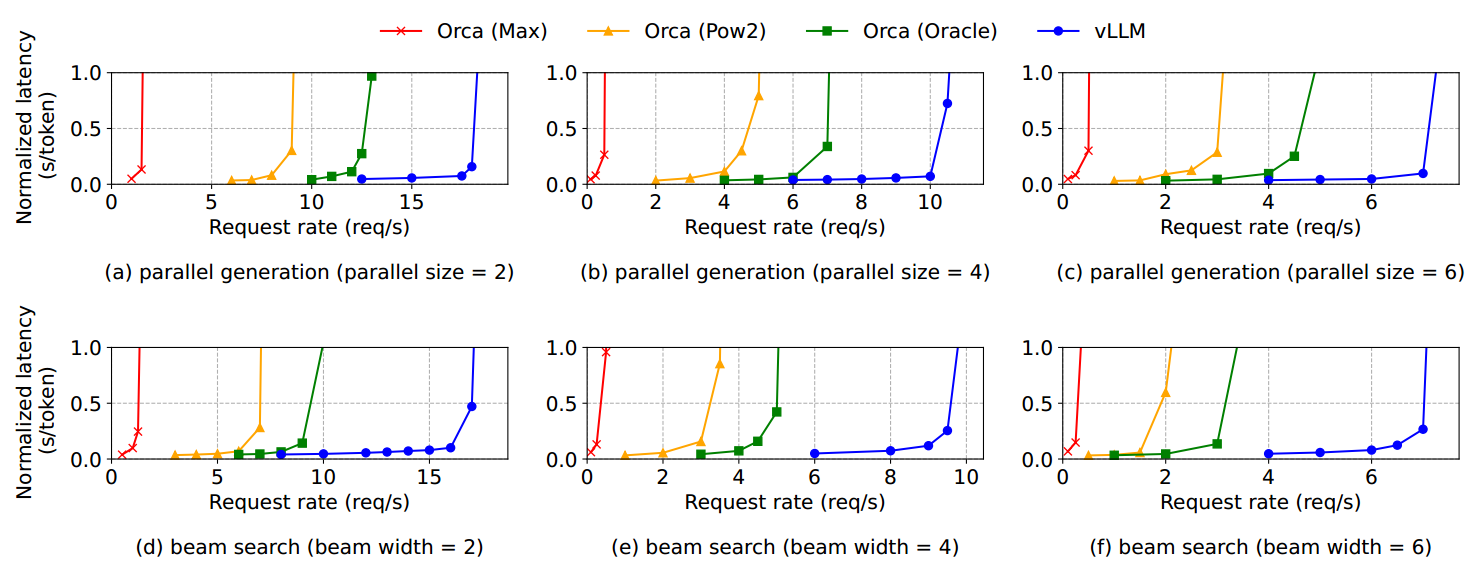 Orca (Max) Orca (Pow2) Orca (Oracle) vLLM
Normalized latency
(s/token)
1.0 0.5 0.0
0 5 10 15
Request rate (req/s)
(a) parallel generation (parallel size = 2)
1.0 0.5 0.0
0 2 4 6 8 10
Request rate (req/s)
(b) parallel generation (parallel size = 4)
1.0 0.5 0.0
0 2 4 6
Request rate (req/s)
(c) parallel generation (parallel size = 6)
Normalized latency
(s/token)
1.0 0.5 0.0
0 5 10 15
Request rate (req/s)
(d) beam search (beam width = 2)
1.0 0.5 0.0
0 2 4 6 8 10
Request rate (req/s)
(e) beam search (beam width = 4)
1.0 0.5 0.0
0 2 4 6
Request rate (req/s)
(f) beam search (beam width = 6)